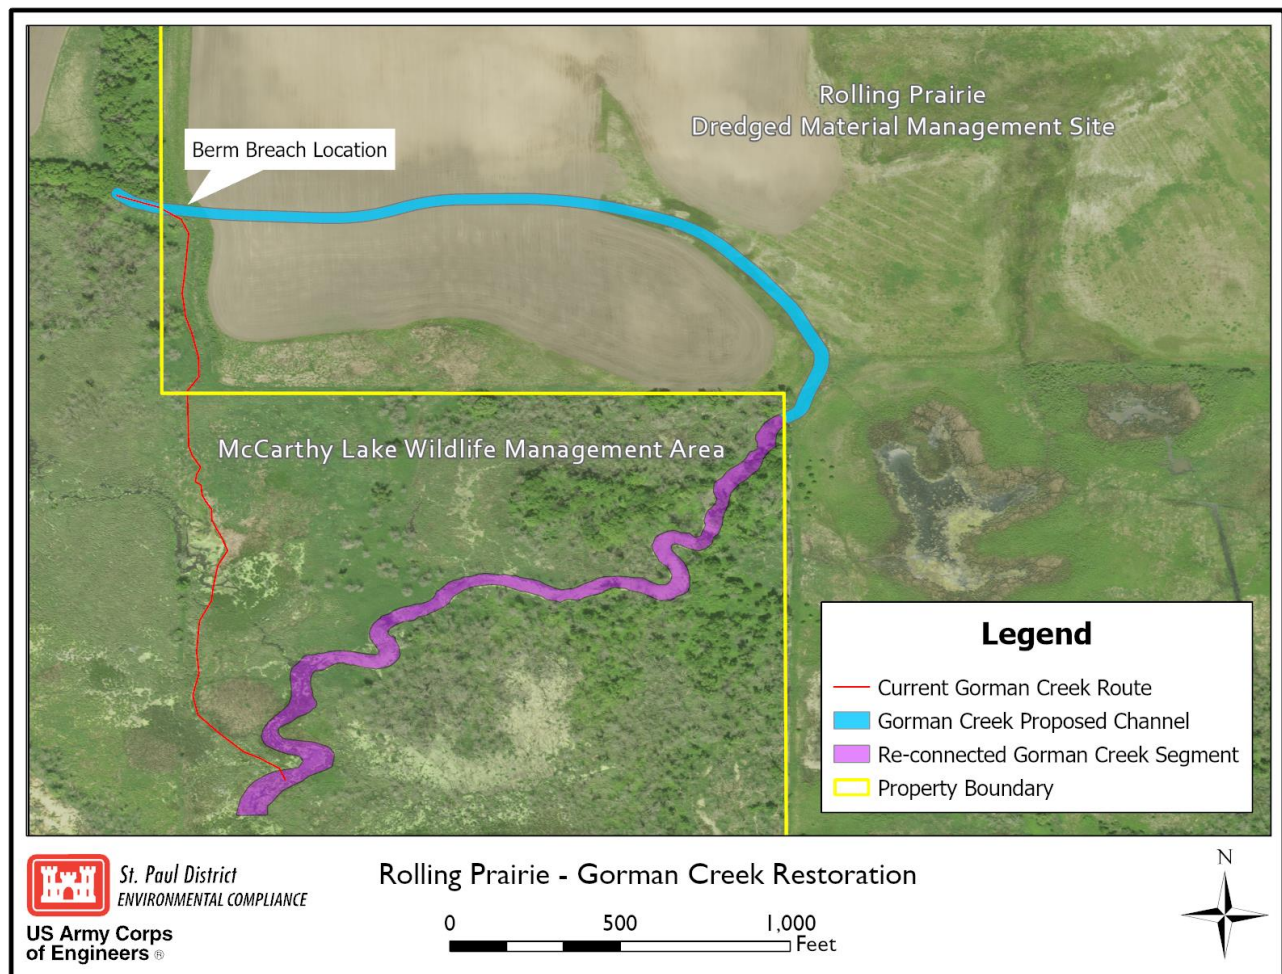 Rolling Prairie
Dredged Material Management Site
Berm Breach Location
McCarthy Lake Wildlife Management Area
Legend
Current Gorman Creek Route
Gorman Creek Proposed Channel
Re-connected Gorman Creek Segment
Property Boundary
St. Paul District
ENVIRONMENTAL COMPLIANCE
US Army Corps
of Engineers ®
Rolling Prairie - Gorman Creek Restoration
0 500 1,000
Feet
N